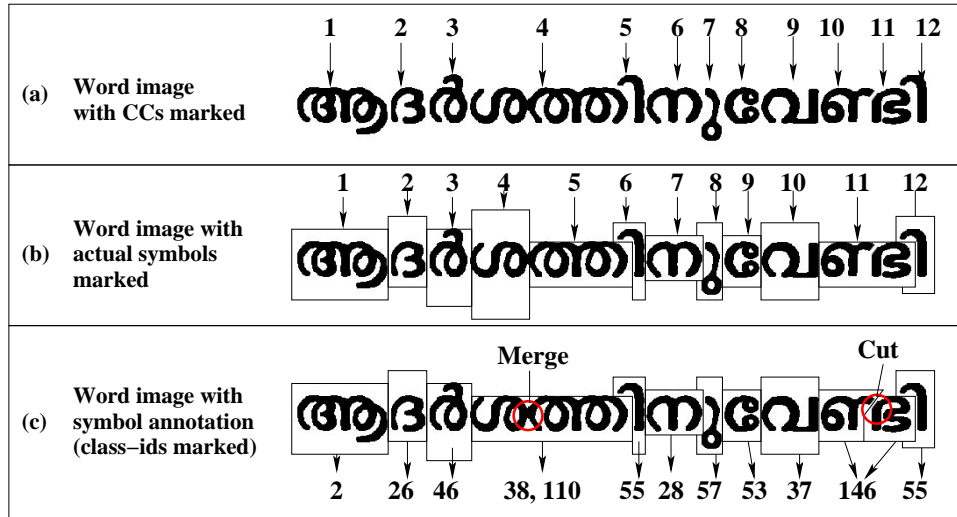 1 2 3 4 5 6 7 8 9 10 11 12
(a) Word image
with CCs marked
ആദർശത്തിനുവേണ്ടി
1 2 3 4 5 6 7 8 9 10 11 12
(b) Word image with
actual symbols
marked
ആദർശത്തിനുവേണ്ടി
Merge Cut
(c) Word image with
symbol annotation
(class-ids marked)
ആദർശത്തിനുവേണ്ടി
2 26 46 38, 110 55 28 57 53 37 146 55